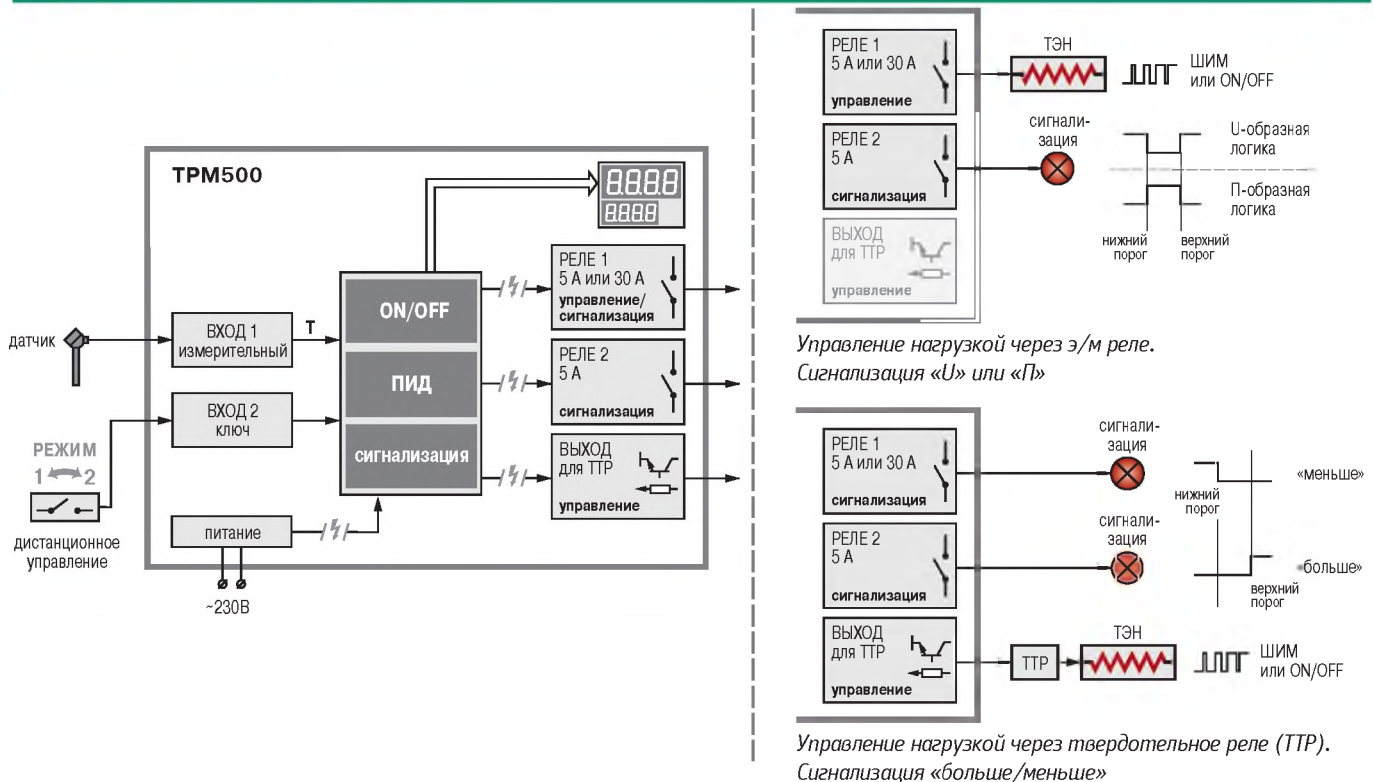 ТРМ500
8.8.8.8
8.8.8.8
датчик
ВХОД 1
измерительный
Т
ВХОД 2
ключ
РЕЖИМ
1 2
дистанционное
управление
питание
~230В
ON/OFF
ПИД
сигнализация
РЕЛЕ 1
5 А или 30 А
управление/
сигнализация
РЕЛЕ 2
5 А
сигнализация
ВЫХОД
для ТТР
управление
РЕЛЕ 1
5 А или 30 А
управление
ТЭН
ШИМ
или ON/OFF
РЕЛЕ 2
5 А
сигнализация
сигнали-
зация
U-образная
логика
П-образная
логика
нижний
порог
верхний
порог
ВЫХОД
для ТТР
управление
Управление нагрузкой через э/м реле.
Сигнализация «U» или «П»
РЕЛЕ 1
5 А или 30 А
сигнализация
сигнали-
зация
«меньше»
нижний
порог
РЕЛЕ 2
5 А
сигнализация
сигнали-
зация
«больше»
верхний
порог
ВЫХОД
для ТТР
управление
ТТР
ТЭН
ШИМ
или ON/OFF
Управление нагрузкой через твердотельное реле (ТТР).
Сигнализация «больше/меньше»